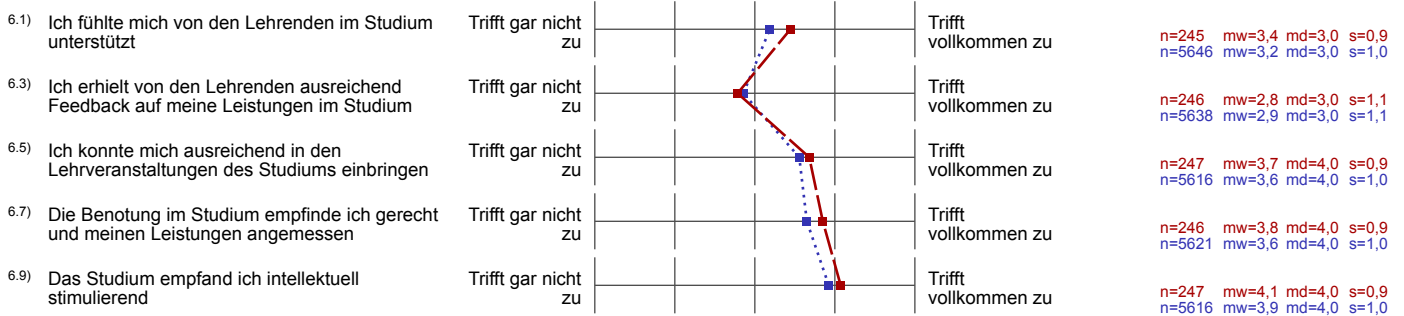 6.1) Ich fühlte mich von den Lehrenden im Studium
unterstützt
Trifft gar nicht
zu
Trifft
vollkommen zu
n=245 mw=3,4 md=3,0 s=0,9
n=5646 mw=3,2 md=3,0 s=1,0
6.3) Ich erhielt von den Lehrenden ausreichend
Feedback auf meine Leistungen im Studium
Trifft gar nicht
zu
Trifft
vollkommen zu
n=246 mw=2,8 md=3,0 s=1,1
n=5638 mw=2,9 md=3,0 s=1,1
6.5) Ich konnte mich ausreichend in den
Lehrveranstaltungen des Studiums einbringen
Trifft gar nicht
zu
Trifft
vollkommen zu
n=247 mw=3,7 md=4,0 s=0,9
n=5616 mw=3,6 md=4,0 s=1,0
6.7) Die Benotung im Studium empfinde ich gerecht
und meinen Leistungen angemessen
Trifft gar nicht
zu
Trifft
vollkommen zu
n=246 mw=3,8 md=4,0 s=0,9
n=5621 mw=3,6 md=4,0 s=1,0
6.9) Das Studium empfand ich intellektuell
stimulierend
Trifft gar nicht
zu
Trifft
vollkommen zu
n=247 mw=4,1 md=4,0 s=0,9
n=5616 mw=3,9 md=4,0 s=1,0